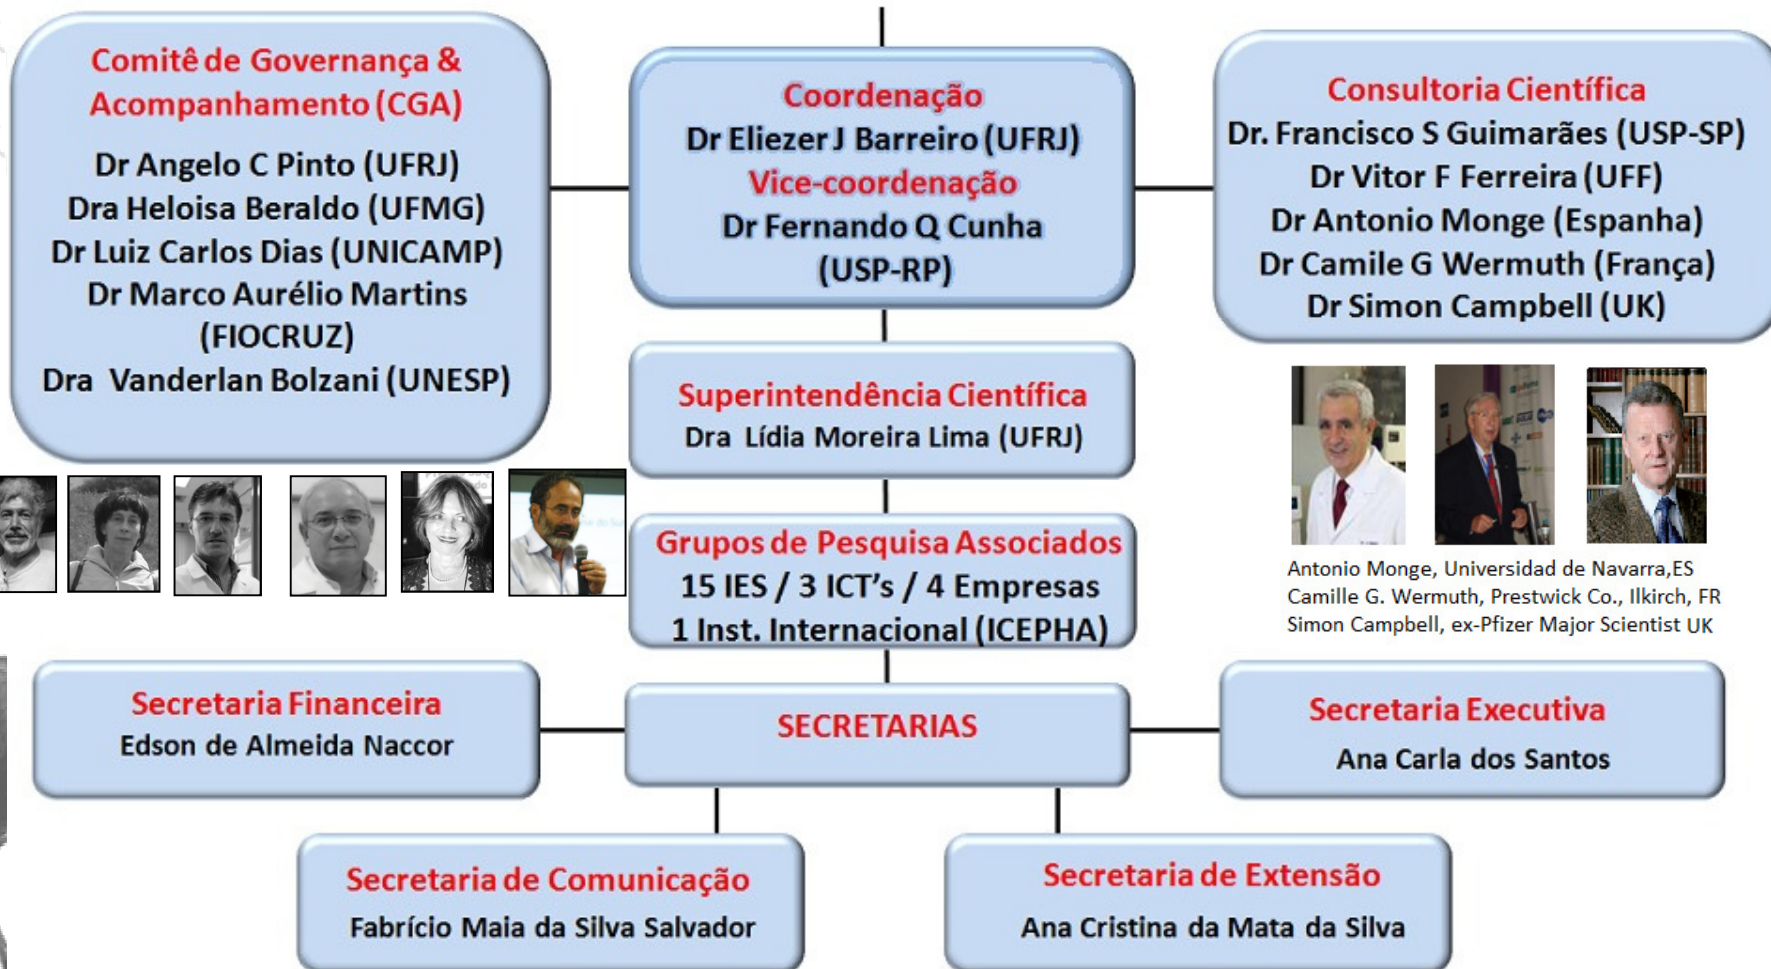 Comitê de Governança &
Acompanhamento (CGA)
Dr Angelo C Pinto (UFRJ)
Dra Heloisa Beraldo (UFMG)
Dr Luiz Carlos Dias (UNICAMP)
Dr Marco Aurélio Martins
(FIOCRUZ)
Dra Vanderlan Bolzani (UNESP)
Coordenação
Dr Eliezer J Barreiro (UFRJ)
Vice-coordenação
Dr Fernando Q Cunha
(USP-RP)
Consultoria Científica
Dr. Francisco S Guimarães (USP-SP)
Dr Vitor F Ferreira (UFF)
Dr Antonio Monge (Espanha)
Dr Camile G Wermuth (França)
Dr Simon Campbell (UK)
Superintendência Científica
Dra Lídia Moreira Lima (UFRJ)
Grupos de Pesquisa Associados
15 IES / 3 ICT's / 4 Empresas
1 Inst. Internacional (ICEPHA)
Antonio Monge, Universidad de Navarra,ES
Camille G. Wermuth, Prestwick Co., Ilkirch, FR
Simon Campbell, ex-Pfizer Major Scientist UK
Secretaria Financeira
Edson de Almeida Naccor
SECRETARIAS
Secretaria Executiva
Ana Carla dos Santos
Secretaria de Comunicação
Fabrício Maia da Silva Salvador
Secretaria de Extensão
Ana Cristina da Mata da Silva